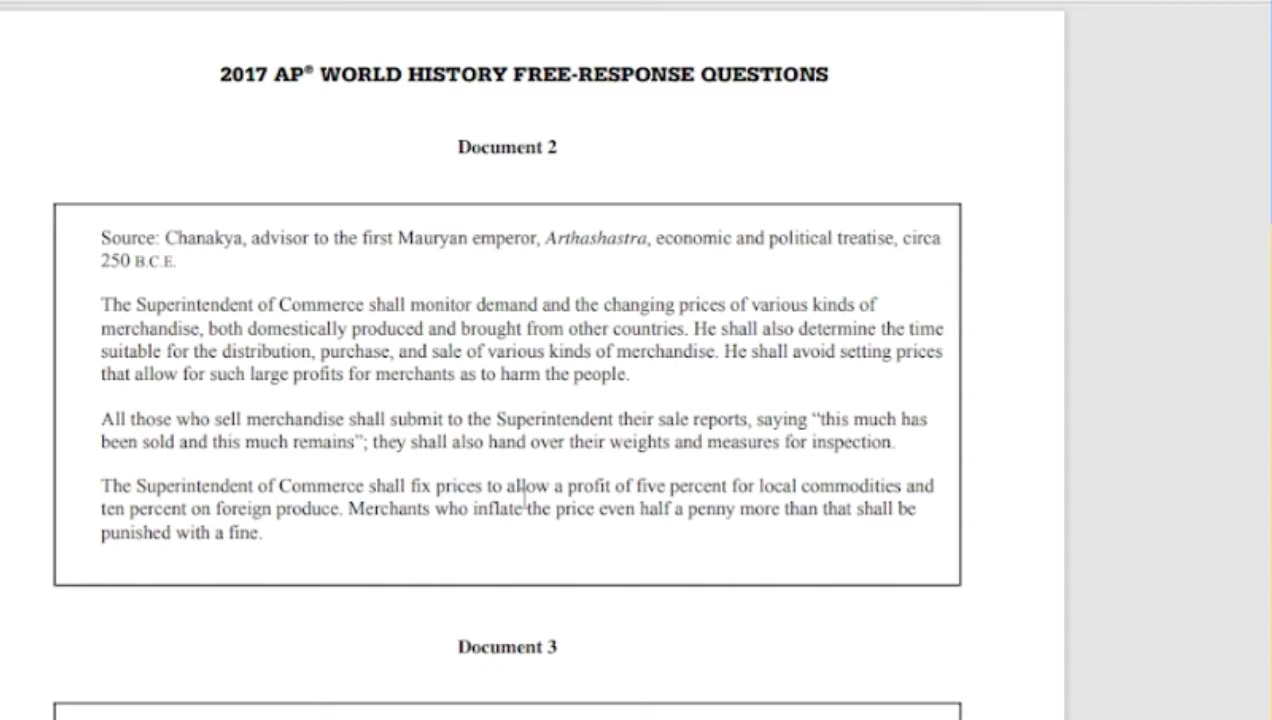 2017 AP® WORLD HISTORY FREE-RESPONSE QUESTIONS
Document 2
Source: Chanakya, advisor to the first Mauryan emperor, Arthashastra, economic and political treatise, circa
250 B.C.E.
The Superintendent of Commerce shall monitor demand and the changing prices of various kinds of
merchandise, both domestically produced and brought from other countries. He shall also determine the time
suitable for the distribution, purchase, and sale of various kinds of merchandise. He shall avoid setting prices
that allow for such large profits for merchants as to harm the people.
All those who sell merchandise shall submit to the Superintendent their sale reports, saying “this much has
been sold and this much remains”; they shall also hand over their weights and measures for inspection.
The Superintendent of Commerce shall fix prices to allow a profit of five percent for local commodities and
ten percent on foreign produce. Merchants who inflate the price even half a penny more than that shall be
punished with a fine.
Document 3